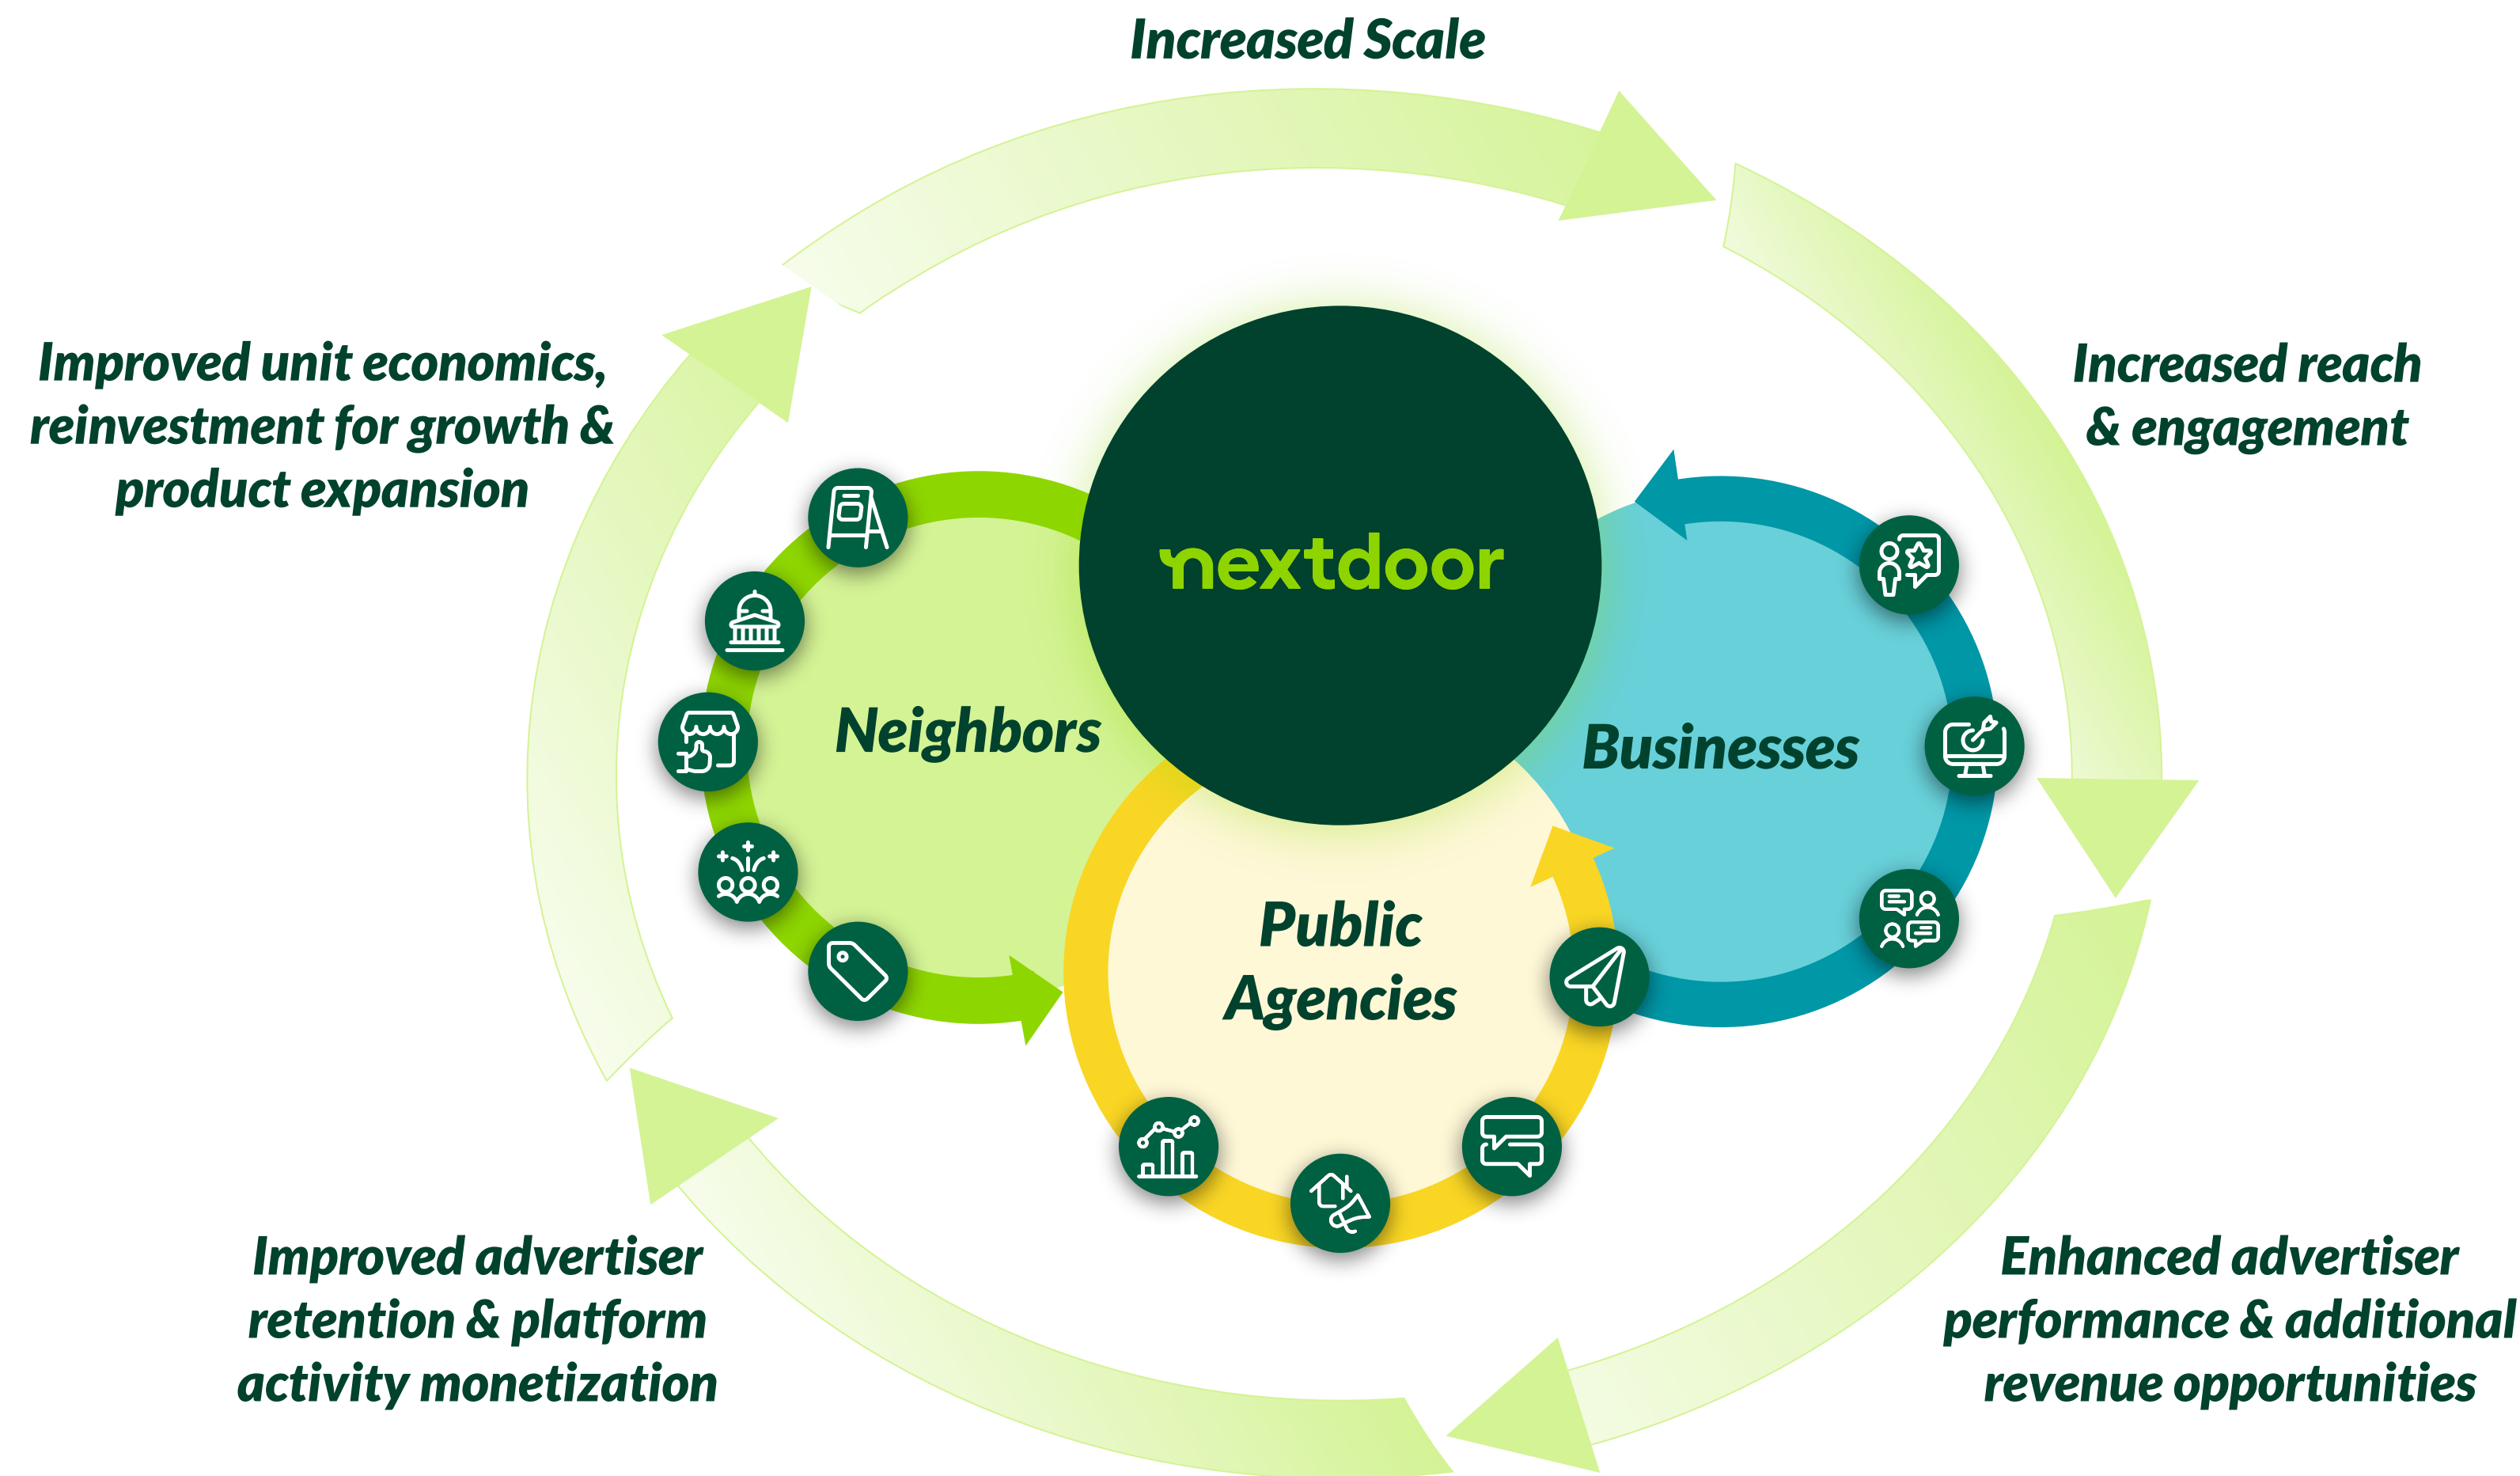 Increased Scale
Improved unit economics,
reinvestment for growth &
product expansion
Increased reach
& engagement
nextdoor
Neighbors
Businesses
Public
Agencies
Improved advertiser
retention & platform
activity monetization
Enhanced advertiser
performance & additional
revenue opportunities